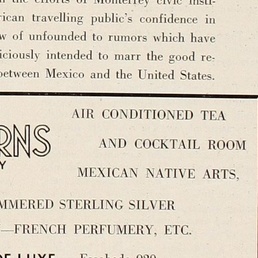 the efforts of Monterrey civic insti-
rican travelling public's confidence in
w of unfounded to rumors which have
iciously intended to marr the good re-
between Mexico and the United States.
AIR CONDITIONED TEA
RNS
AND COCKTAIL ROOM
Y
MEXICAN NATIVE ARTS,
MMERED STERLING SILVER
—FRENCH PERFUMERY, ETC.